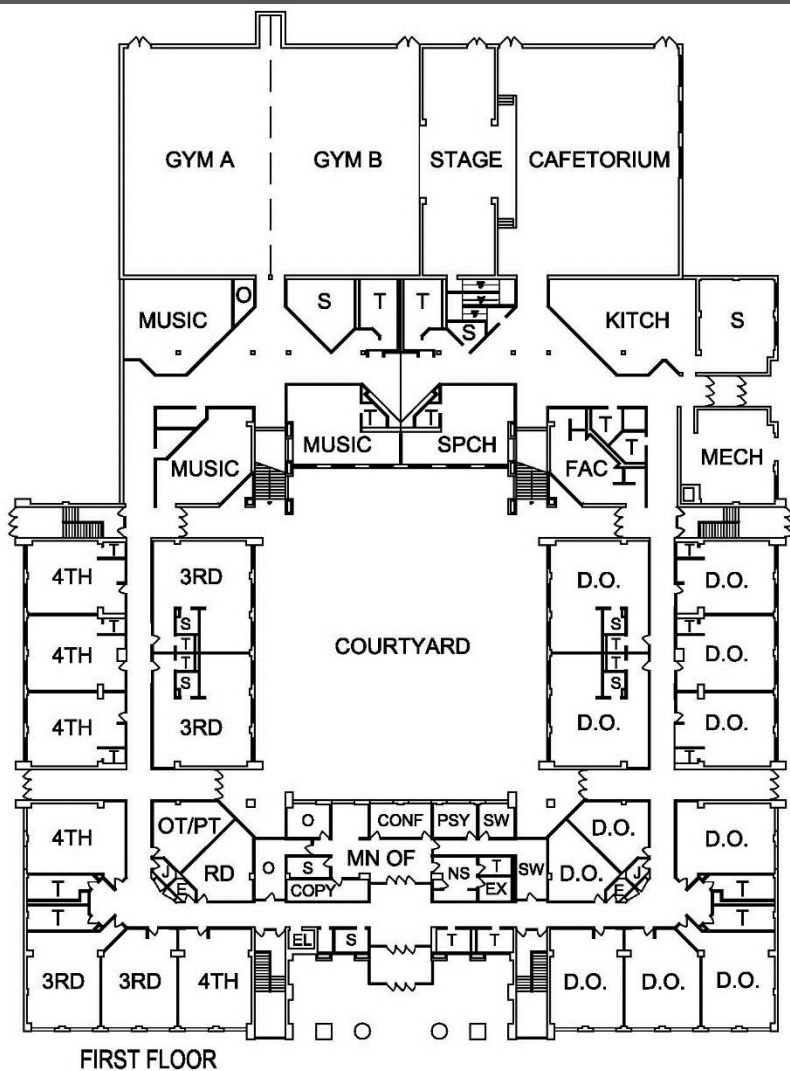 GYM A GYM B STAGE CAFETORIUM
MUSIC O S T T S KITCH S
MUSIC MUSIC T T SPCH FAC T T MECH
4TH T 3RD D.O. T D.O.
S S
4TH T T COURTYARD T T D.O.
T T
S S
4TH T 3RD D.O. T D.O.
4TH OT/PT O CONF PSY SW D.O. D.O.
J E RD O S MN OF NS T SW D.O. J E
T COPY EX T
T T
EL S T T
3RD 3RD 4TH D.O. D.O. D.O.
FIRST FLOOR